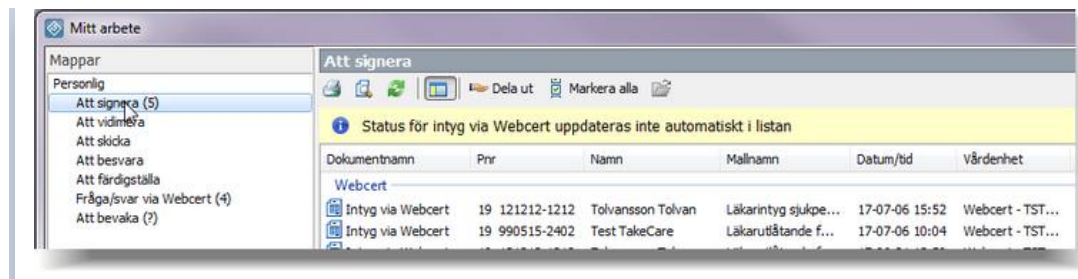 Mitt arbete
Mappar
Personlig
Att signera (5)
Att vidimera
Att skicka
Att besvara
Att färdigställa
Fråga/svar via Webcert (4)
Att bevaka (?)
Att signera
Dela ut Markera alla
Status för intyg via Webcert uppdateras inte automatiskt i listan
Dokumentnamn Pnr Namn Mallnamn Datum/tid Vårdenhet
Webcert
Intyg via Webcert 19 121212-1212 Tolvansson Tolvan Läkarintyg sjukpe... 17-07-06 15:52 Webcert - TST...
Intyg via Webcert 19 990515-2402 Test TakeCare Läkarutlåtande f... 17-07-06 10:04 Webcert - TST...